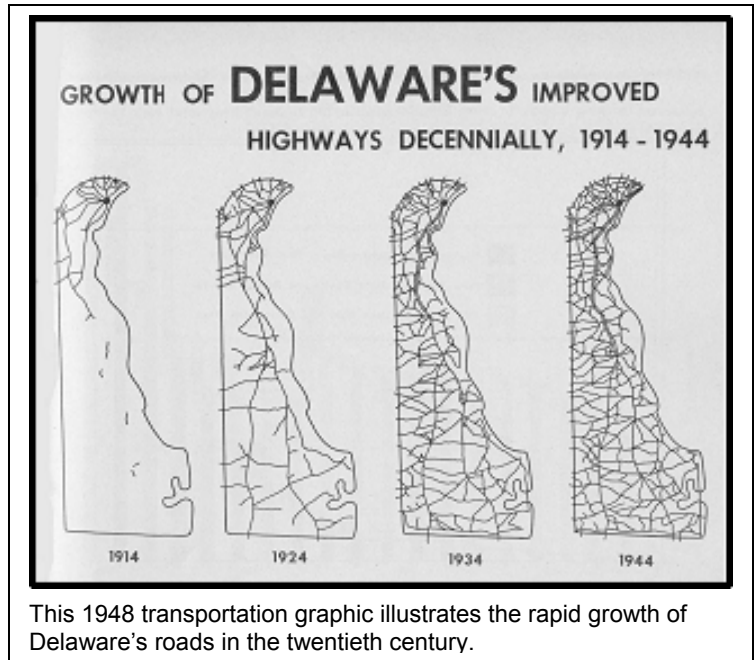 GROWTH OF DELAWARE'S IMPROVED
HIGHWAYS DECENNIALLY, 1914 - 1944
1914
1924
1934
1944
This 1948 transportation graphic illustrates the rapid growth of
Delaware’s roads in the twentieth century.